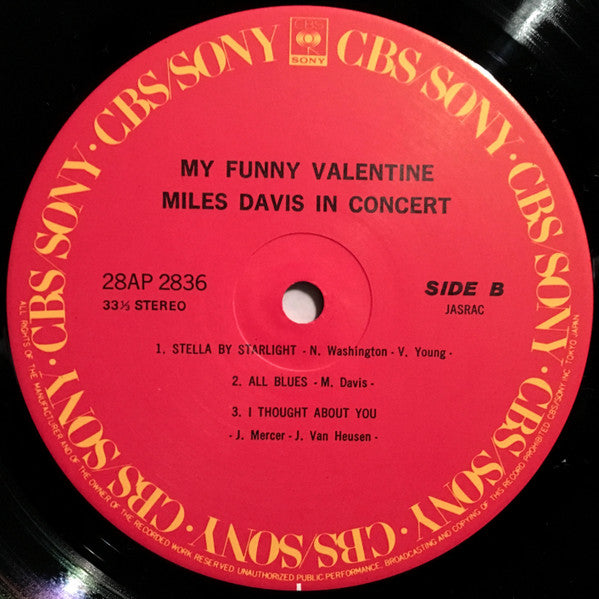 CBS
SONY
CBS/SONY · CBS/SONY · CBS/SONY · CBS/SONY · CBS/SONY · CBS/SONY · CBS/SONY · CBS/SONY
MY FUNNY VALENTINE
MILES DAVIS IN CONCERT
28AP 2836
33⅓ STEREO
SIDE B
JASRAC
1. STELLA BY STARLIGHT - N. Washington - V. Young -
2. ALL BLUES - M. Davis -
3. I THOUGHT ABOUT YOU
- J. Mercer - J. Van Heusen -
ALL RIGHTS OF THE MANUFACTURER AND OF THE OWNER OF THE RECORDED WORK RESERVED. UNAUTHORIZED PUBLIC PERFORMANCE, BROADCASTING AND COPYING OF THIS RECORD PROHIBITED CBS/SONY INC. TOKYO JAPAN